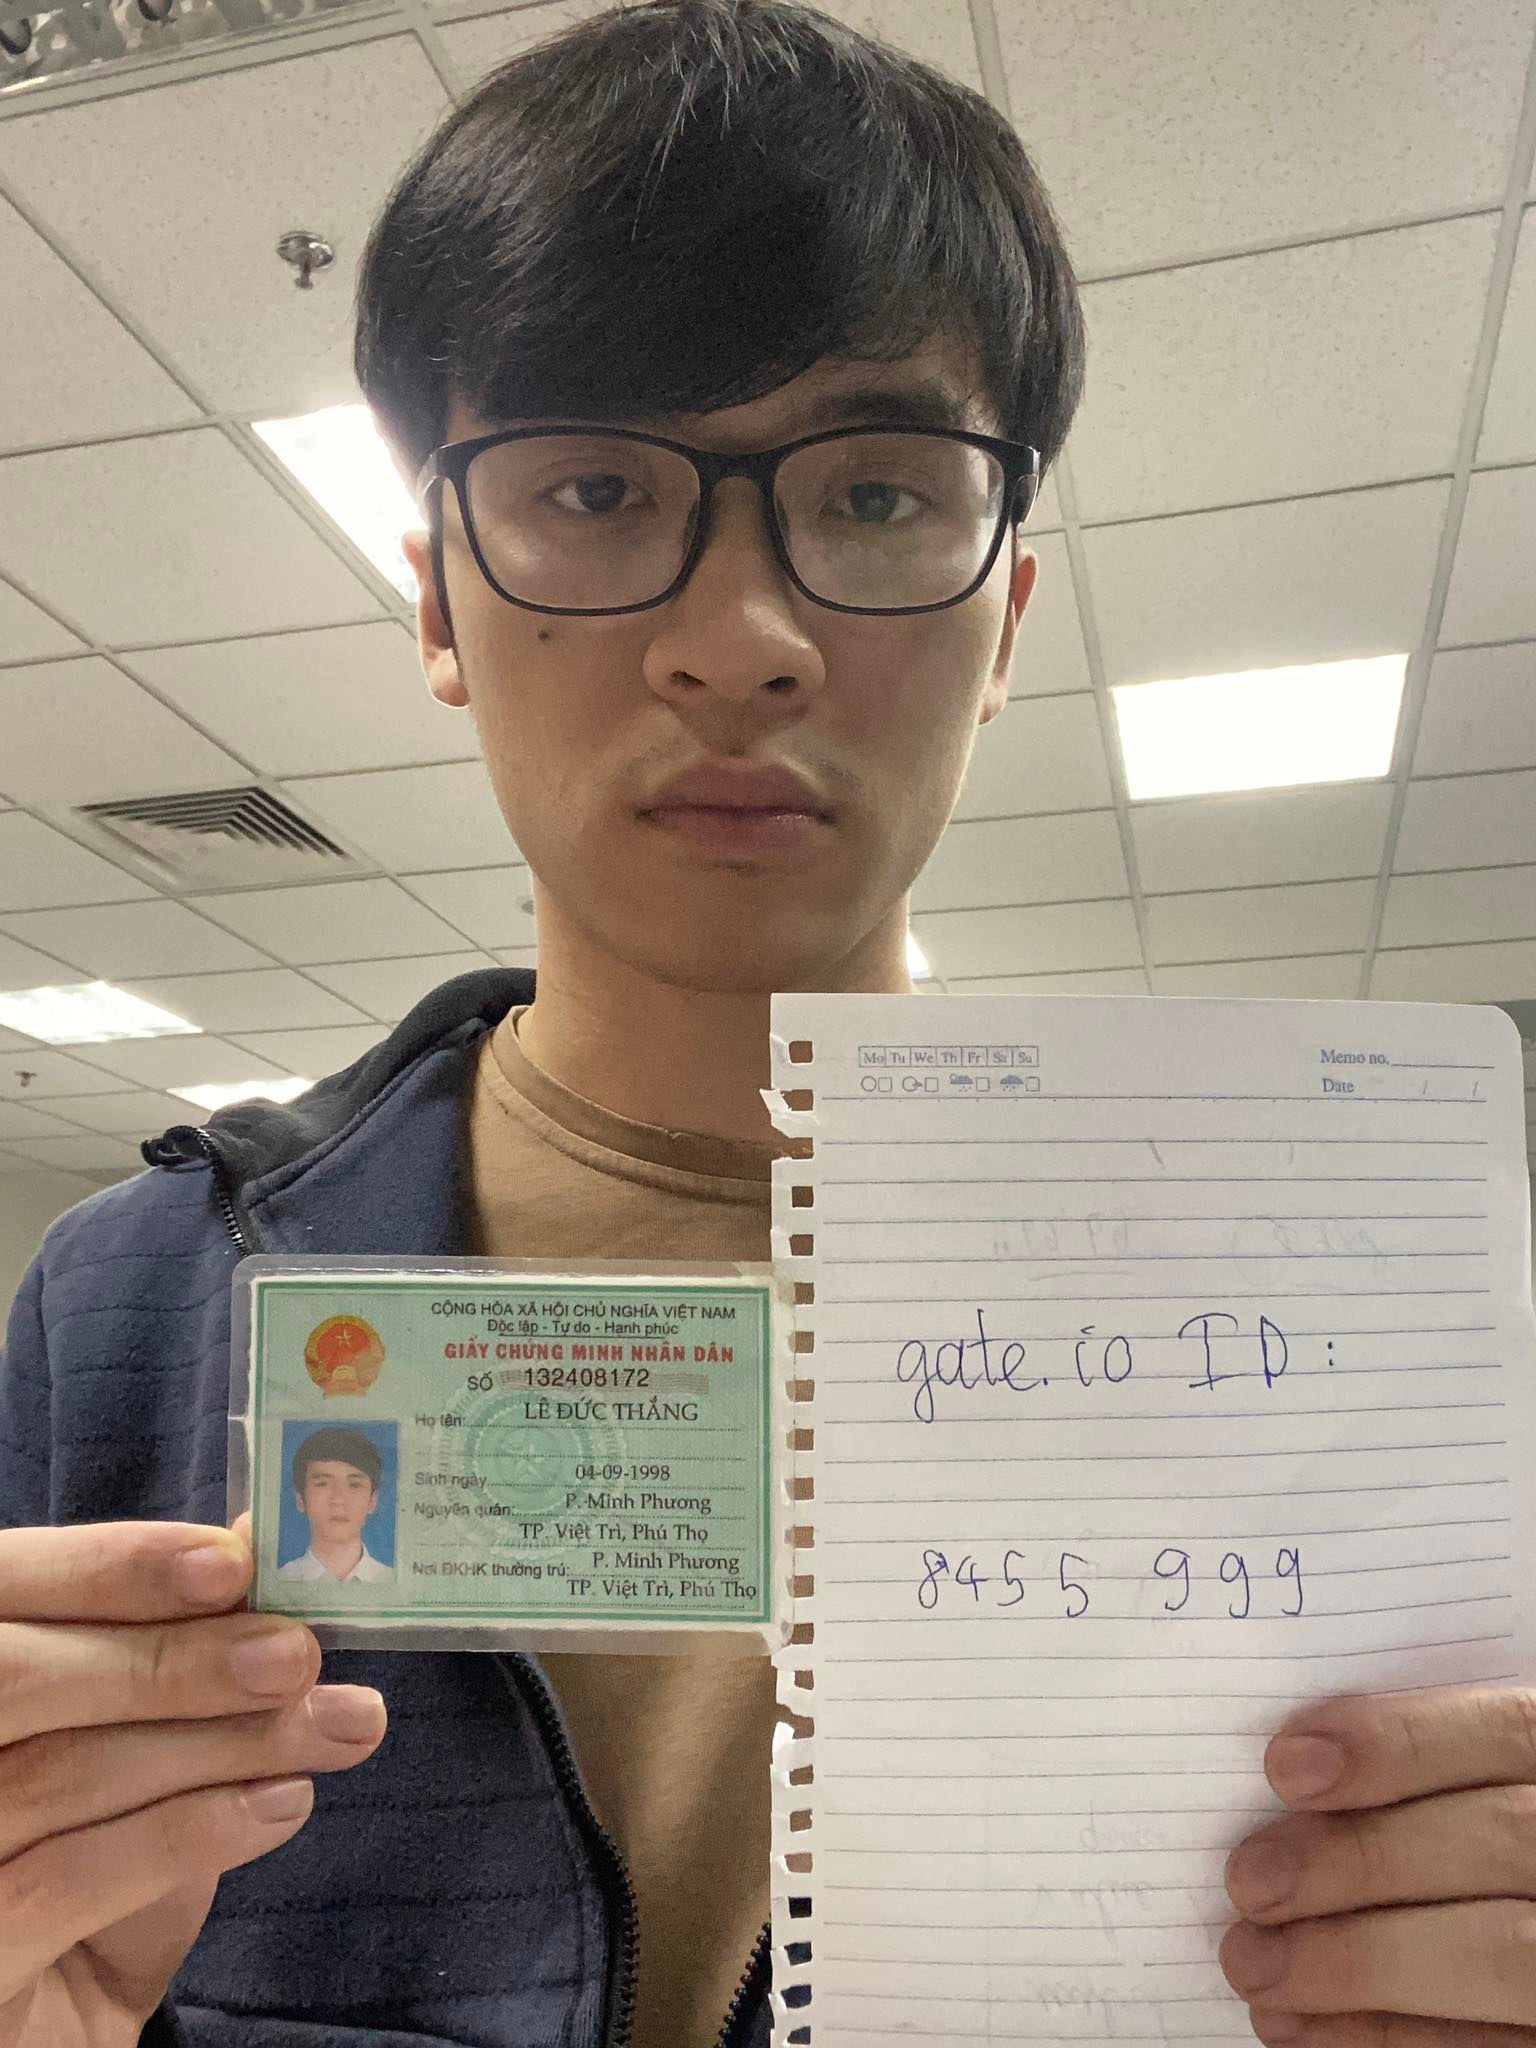 CỘNG HÒA XÃ HỘI CHỦ NGHĨA VIỆT NAM
Độc lập - Tự do - Hạnh phúc
GIẤY CHỨNG MINH NHÂN DÂN
SỐ 132408172
Họ tên: LÊ ĐỨC THẮNG
Sinh ngày 04-09-1998
Nguyên quán: P. Minh Phương
TP. Việt Trì, Phú Thọ
Nơi ĐKHK thường trú: P. Minh Phương
TP. Việt Trì, Phú Thọ
Mo Tu We Th Fr Sa Su
Memo no.
Date / /
gate.io ID:
8455 999